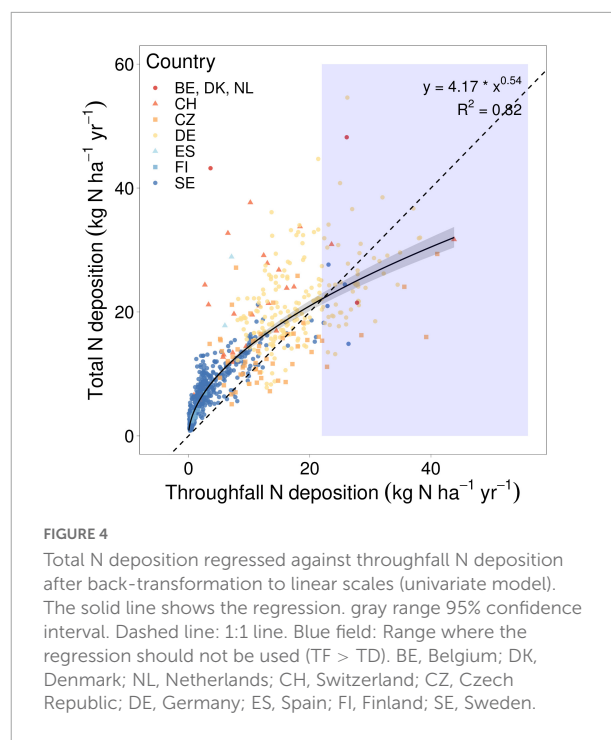 Country
BE, DK, NL
CH
CZ
DE
ES
FI
SE
y = 4.17 * x^0.54
R² = 0.82
60
40
20
0
Total N deposition (kg N ha⁻¹ yr⁻¹)
0 20 40
Throughfall N deposition (kg N ha⁻¹ yr⁻¹)
FIGURE 4
Total N deposition regressed against throughfall N deposition
after back-transformation to linear scales (univariate model).
The solid line shows the regression. gray range 95% confidence
interval. Dashed line: 1:1 line. Blue field: Range where the
regression should not be used (TF > TD). BE, Belgium; DK,
Denmark; NL, Netherlands; CH, Switzerland; CZ, Czech
Republic; DE, Germany; ES, Spain; FI, Finland; SE, Sweden.